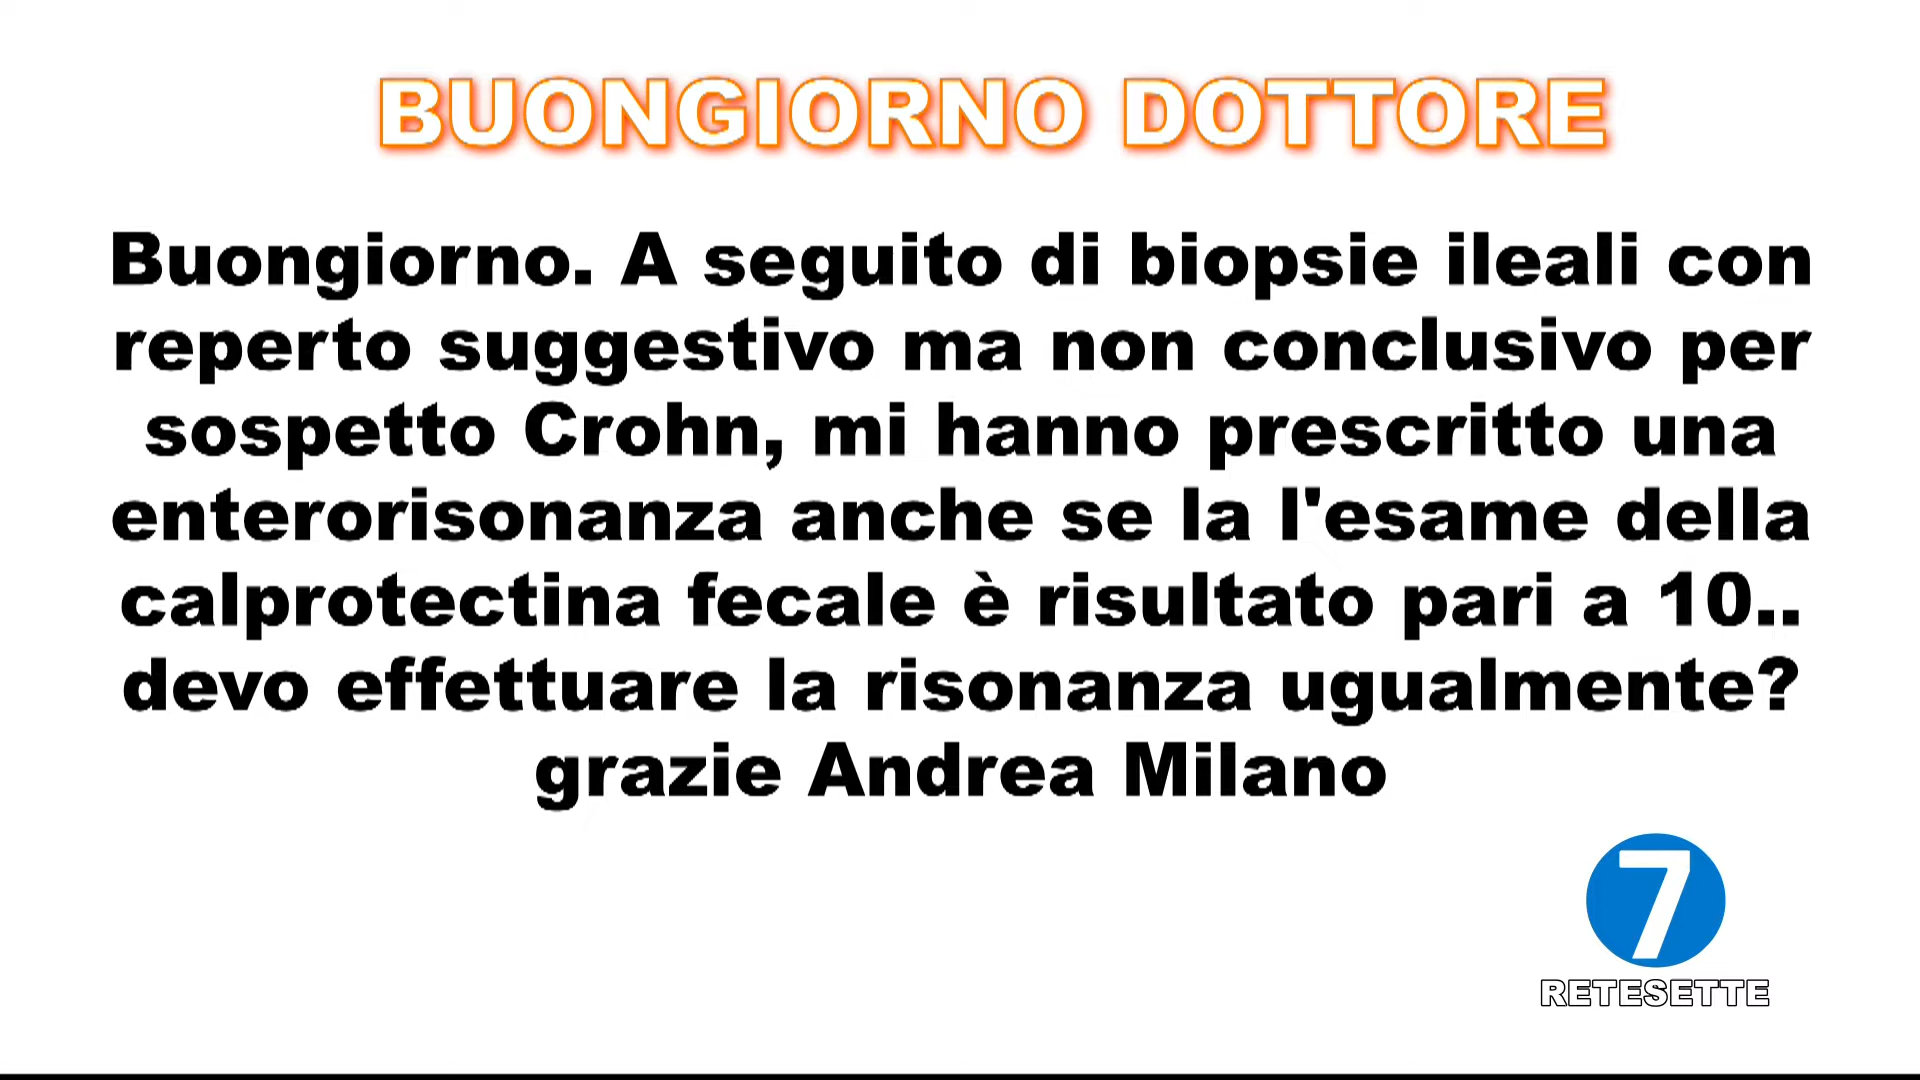 BUONGIORNO DOTTORE
Buongiorno. A seguito di biopsie ileali con
reperto suggestivo ma non conclusivo per
sospetto Crohn, mi hanno prescritto una
enterorisonanza anche se la l'esame della
calprotectina fecale è risultato pari a 10..
devo effettuare la risonanza ugualmente?
grazie Andrea Milano
7
RETESETTE